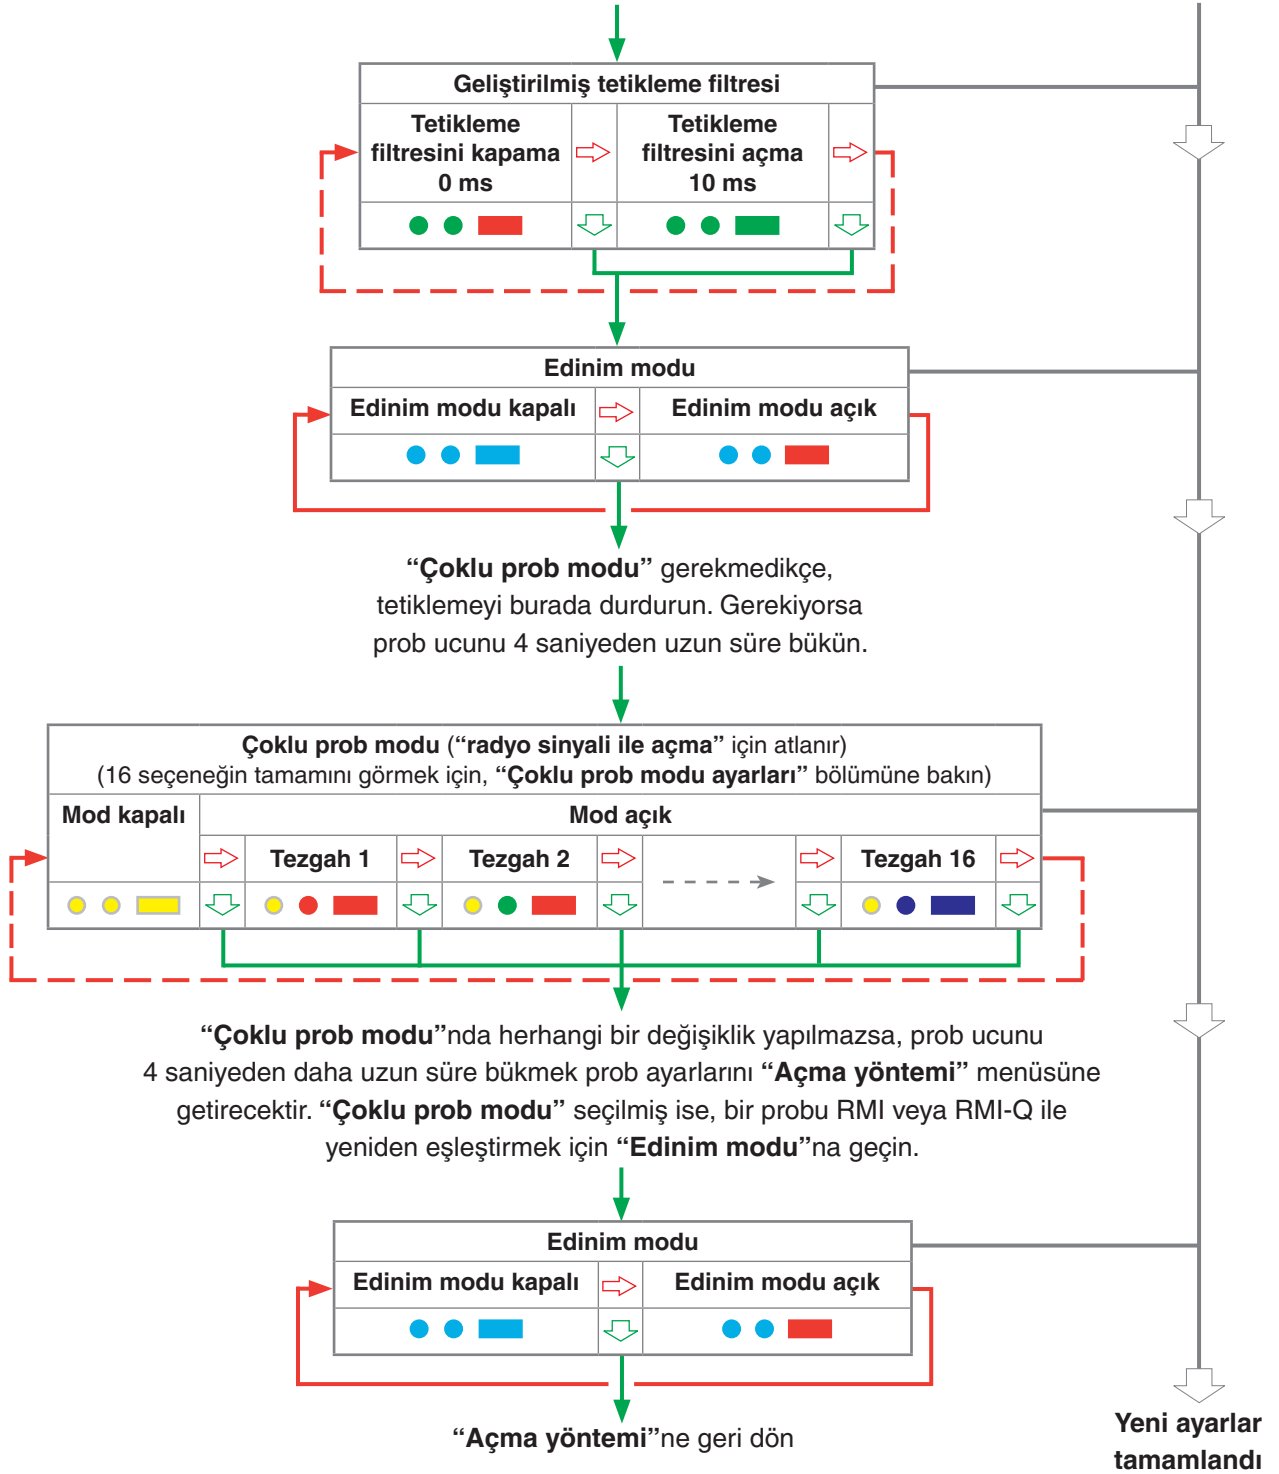 Geliştirilmiş tetikleme filtresi
Tetikleme
filtresini kapama
0 ms
Tetikleme
filtresini açma
10 ms
Edinim modu
Edinim modu kapalı
Edinim modu açık
“Çoklu prob modu” gerekmedikçe,
tetiklemeyi burada durdurun. Gerekiyorsa
prob ucunu 4 saniyeden uzun süre bükün.
Çoklu prob modu (“radyo sinyali ile açma” için atlanır)
(16 seçeneğin tamamını görmek için, “Çoklu prob modu ayarları” bölümüne bakın)
Mod kapalı
Mod açık
Tezgah 1
Tezgah 2
Tezgah 16
“Çoklu prob modu”nda herhangi bir değişiklik yapılmazsa, prob ucunu
4 saniyeden daha uzun süre bükmek prob ayarlarını “Açma yöntemi” menüsüne
getirecektir. “Çoklu prob modu” seçilmiş ise, bir probu RMI veya RMI-Q ile
yeniden eşleştirmek için “Edinim modu”na geçin.
Edinim modu
Edinim modu kapalı
Edinim modu açık
“Açma yöntemi”ne geri dön
Yeni ayarlar
tamamlandı